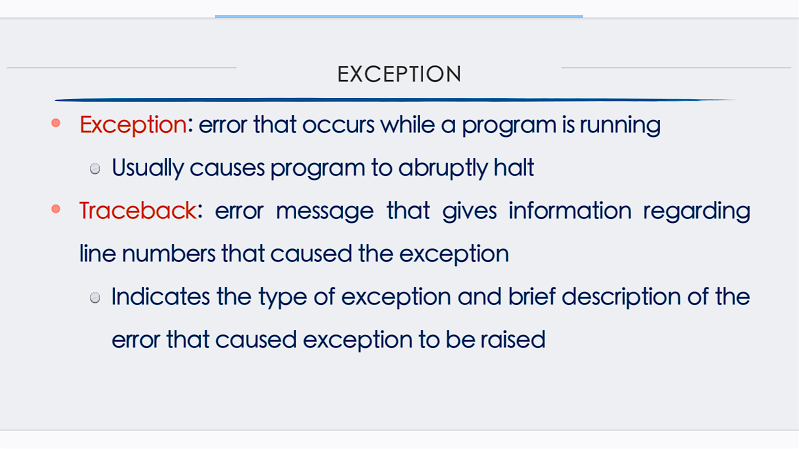 EXCEPTION
• Exception: error that occurs while a program is running
Usually causes program to abruptly halt
• Traceback: error message that gives information regarding
line numbers that caused the exception
Indicates the type of exception and brief description of the
error that caused exception to be raised